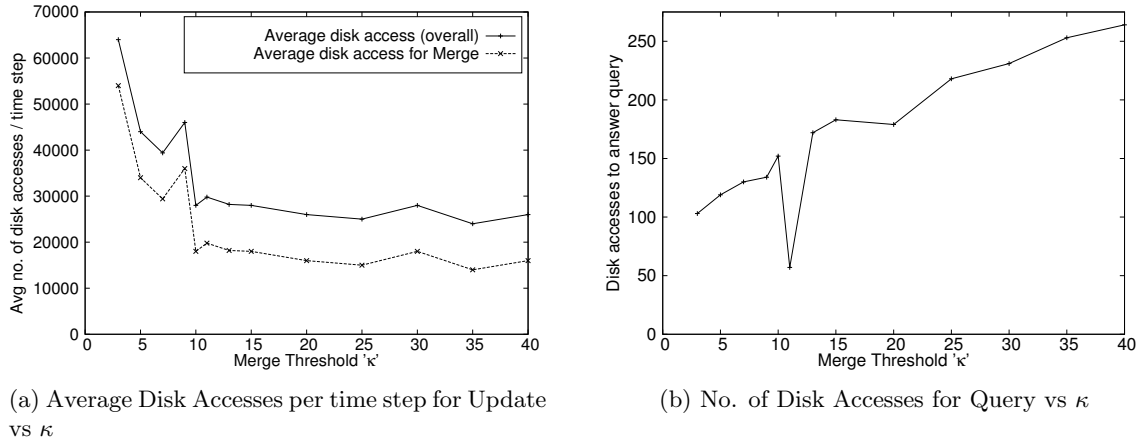 70000
60000
50000
40000
30000
20000
10000
0
Avg no. of disk accesses / time step
Average disk access (overall)
Average disk access for Merge
0 5 10 15 20 25 30 35 40
Merge Threshold 'κ'
(a) Average Disk Accesses per time step for Update
vs κ
250
200
150
100
50
0
Disk accesses to answer query
0 5 10 15 20 25 30 35 40
Merge Threshold 'κ'
(b) No. of Disk Accesses for Query vs κ